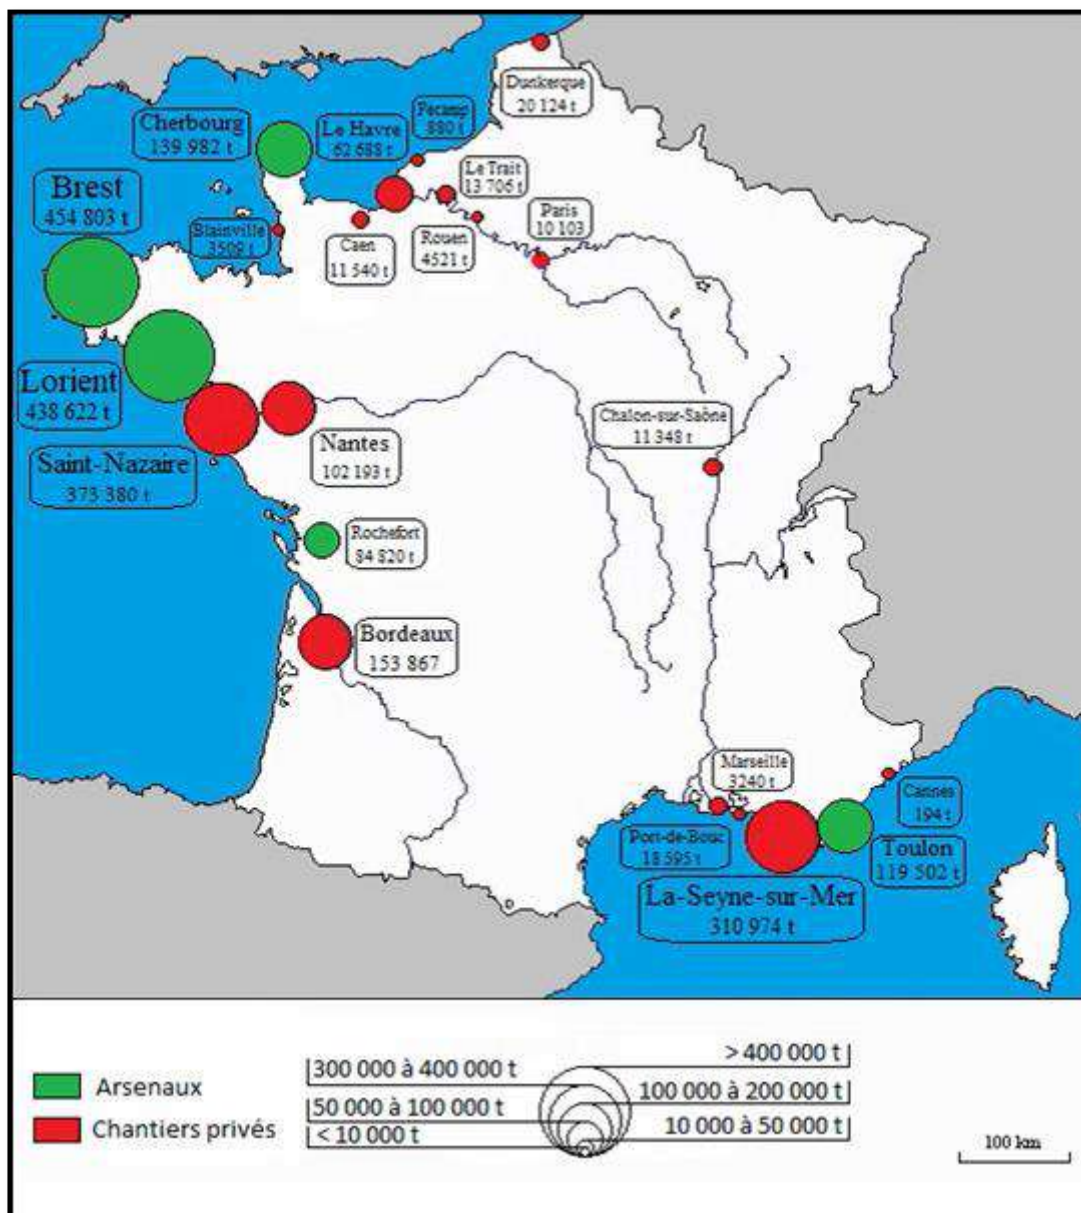 Dunkerque
20 124 t
Fecamp
880 t
Cherbourg
139 982 t
Le Havre
62 688 t
Le Trait
13 706 t
Brest
454 803 t
Paris
10 103
Blainville
3509 t
Caen
11 540 t
Rouen
4521 t
Lorient
438 622 t
Chalon-sur-Saône
11 348 t
Nantes
102 193 t
Saint-Nazaire
373 380 t
Rochefort
84 820 t
Bordeaux
153 867
Marseille
3240 t
Cannes
194 t
Port-de-Bouc
18 595 t
Toulon
119 502 t
La-Seyne-sur-Mer
310 974 t
> 400 000 t
300 000 à 400 000 t
100 000 à 200 000 t
50 000 à 100 000 t
10 000 à 50 000 t
< 10 000 t
Arsenaux
Chantiers privés
100 km